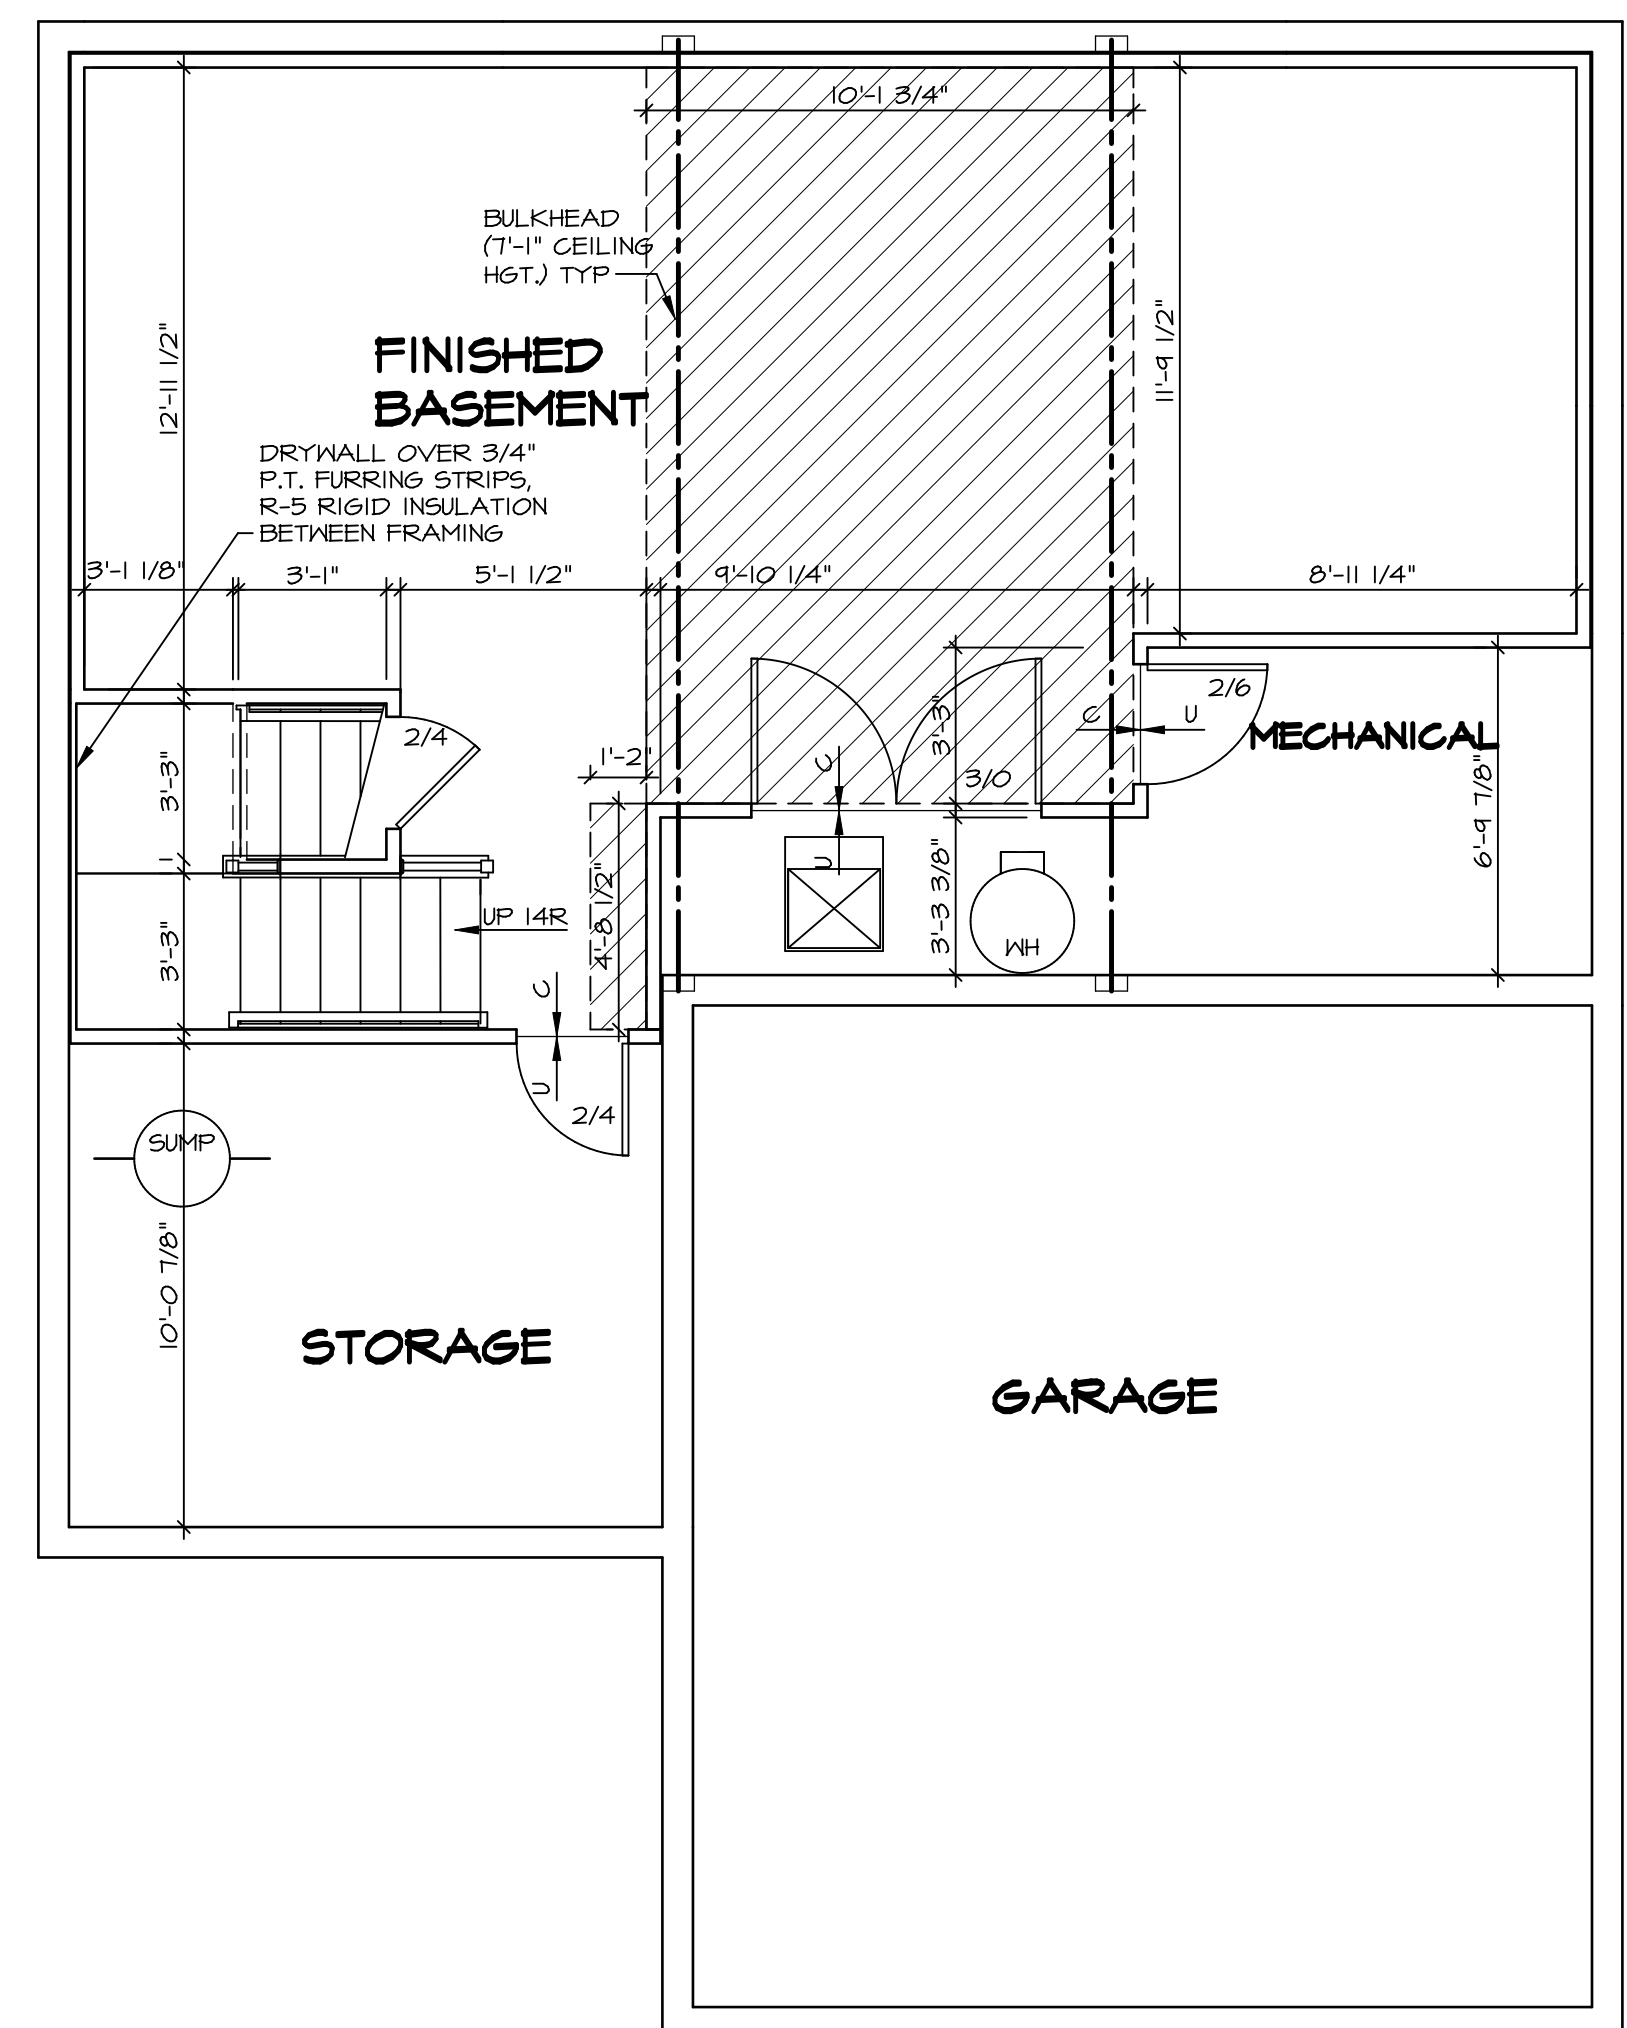 10'-1 3/4"
BULKHEAD
(7'-1" CEILING
HGT.) TYP
12'-11 1/2"
11'-9 1/2"
FINISHED
BASEMENT
DRYWALL OVER 3/4"
P.T. FURRING STRIPS,
R-5 RIGID INSULATION
BETWEEN FRAMING
3'-1 1/8"
3'-1"
5'-1 1/2"
9'-10 1/4"
8'-11 1/4"
2/6
C
U
MECHANICAL
2/4
3'-3"
3'-3"
1'-2"
C
3/0
6'-9 7/8"
U
4'-8 1/2"
3'-3 3/8"
UP 14R
3'-3"
WH
C
U
2/4
SUMP
10'-0 7/8"
STORAGE
GARAGE